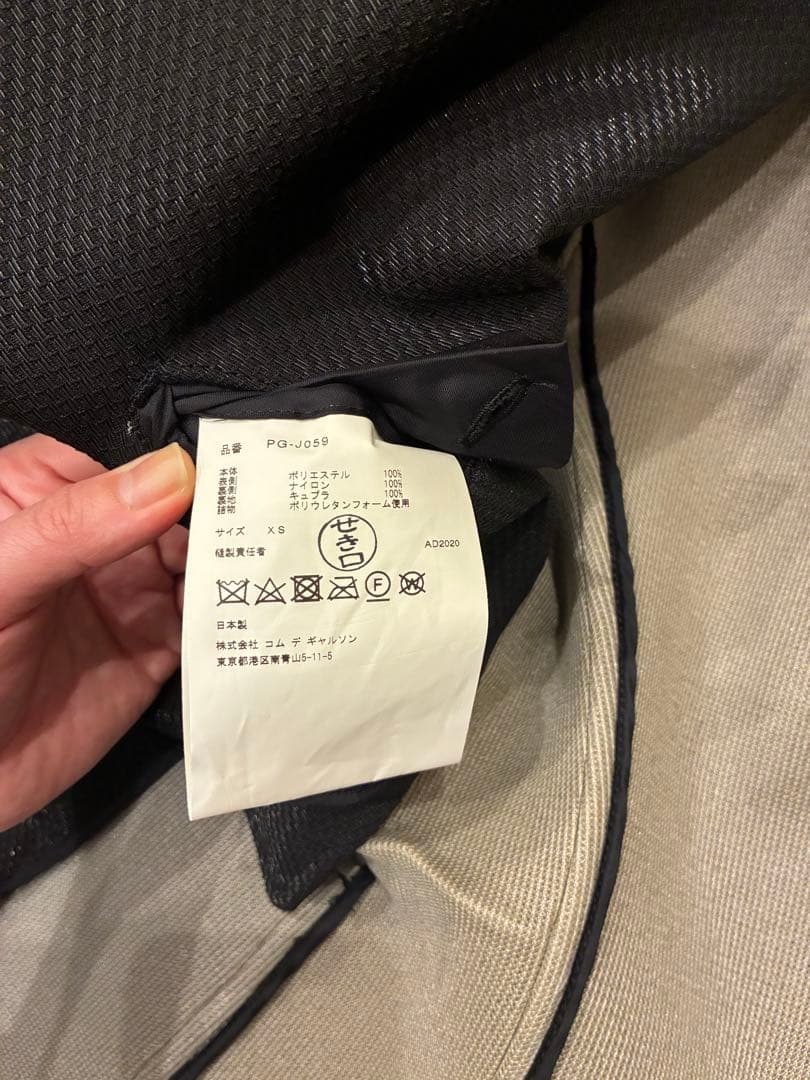 品番 PG-J059
本体
表側 ポリエステル 100%
裏側 ナイロン 100%
裏地 キュプラ 100%
詰物 ポリウレタンフォーム使用
サイズ XS
縫製責任者 せき口 AD2020
F W
日本製
株式会社 コム デ ギャルソン
東京都港区南青山5-11-5